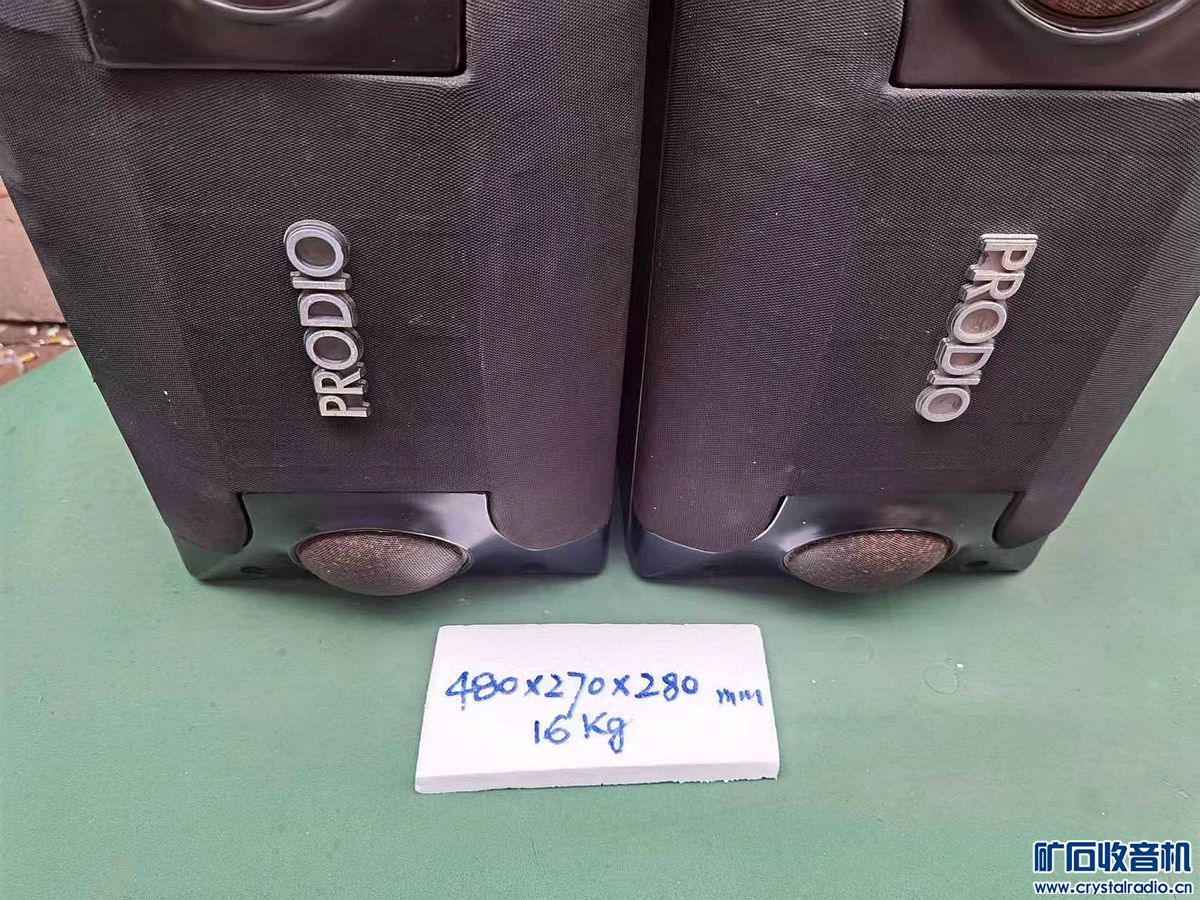 PRODIO
PRODIO
480x270x280 mm
16 Kg
矿石收音机
www.crystalradio.cn